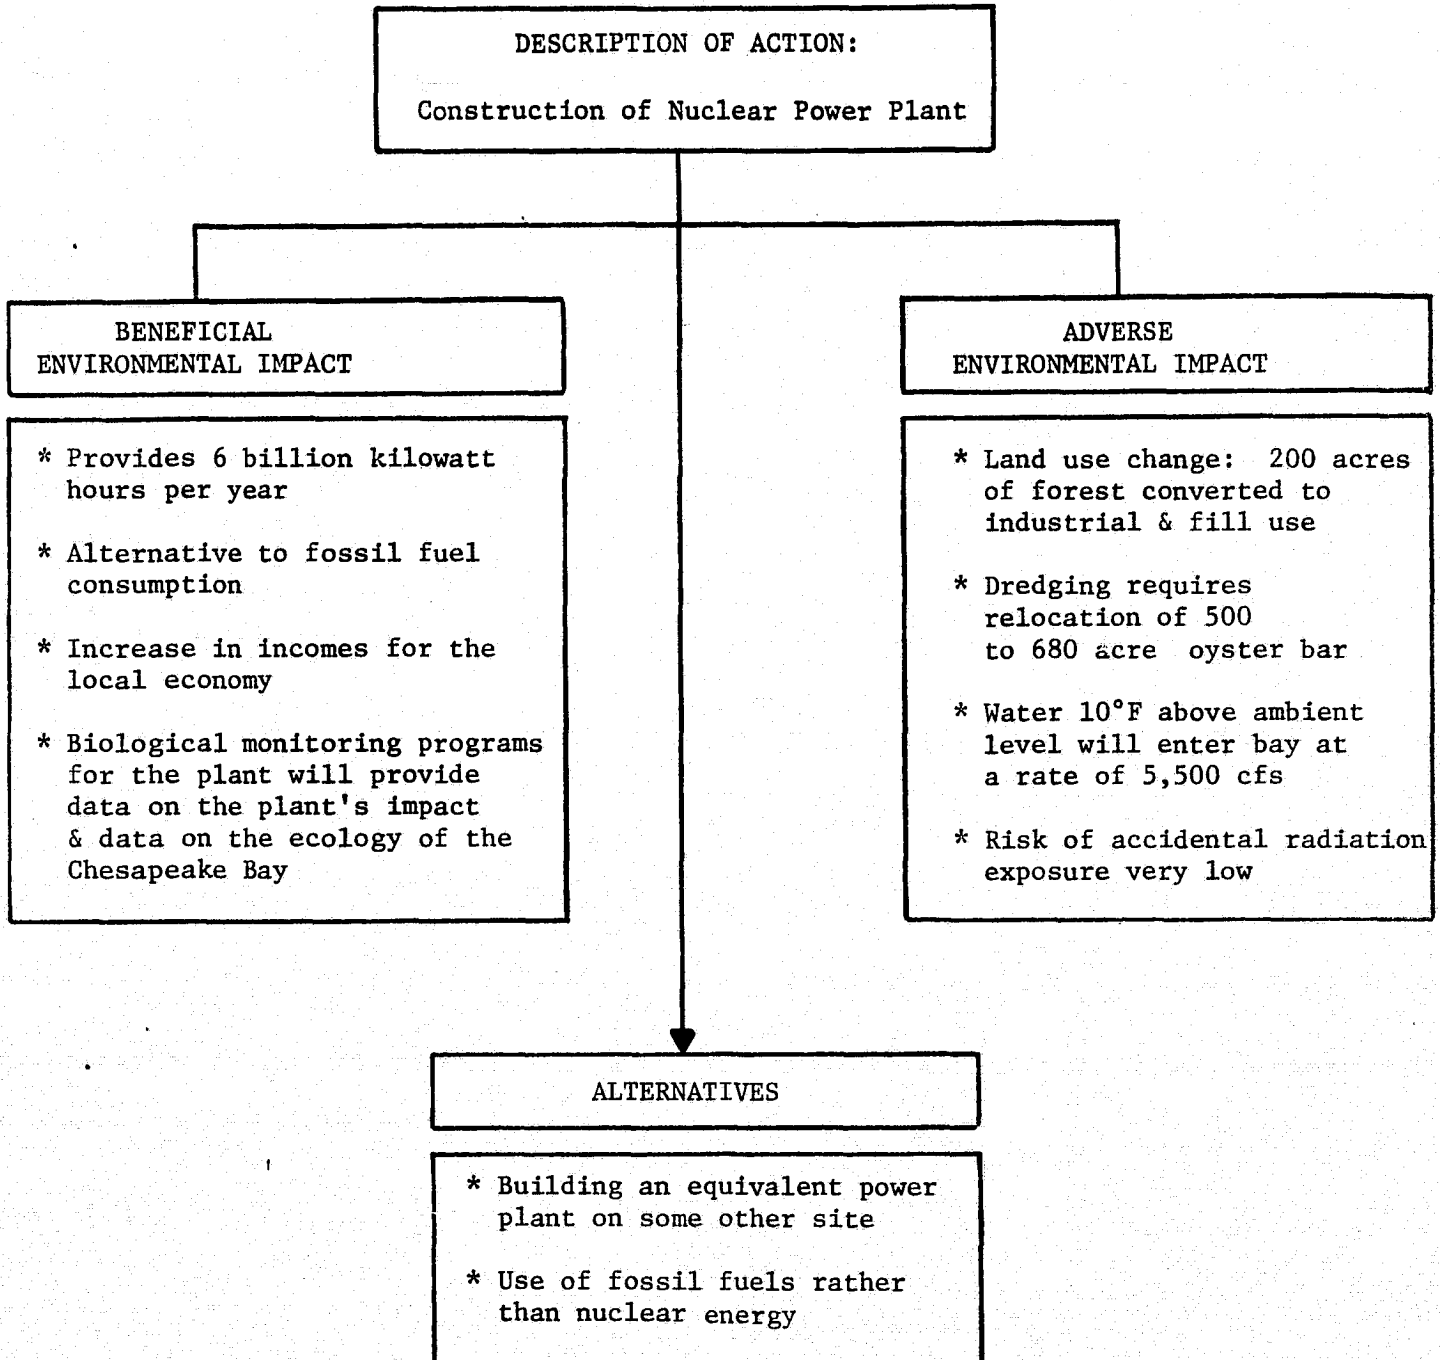 DESCRIPTION OF ACTION:
Construction of Nuclear Power Plant
BENEFICIAL
ENVIRONMENTAL IMPACT
* Provides 6 billion kilowatt
hours per year
* Alternative to fossil fuel
consumption
* Increase in incomes for the
local economy
* Biological monitoring programs
for the plant will provide
data on the plant's impact
& data on the ecology of the
Chesapeake Bay
ADVERSE
ENVIRONMENTAL IMPACT
* Land use change: 200 acres
of forest converted to
industrial & fill use
* Dredging requires
relocation of 500
to 680 acre oyster bar
* Water 10°F above ambient
level will enter bay at
a rate of 5,500 cfs
* Risk of accidental radiation
exposure very low
ALTERNATIVES
* Building an equivalent power
plant on some other site
* Use of fossil fuels rather
than nuclear energy